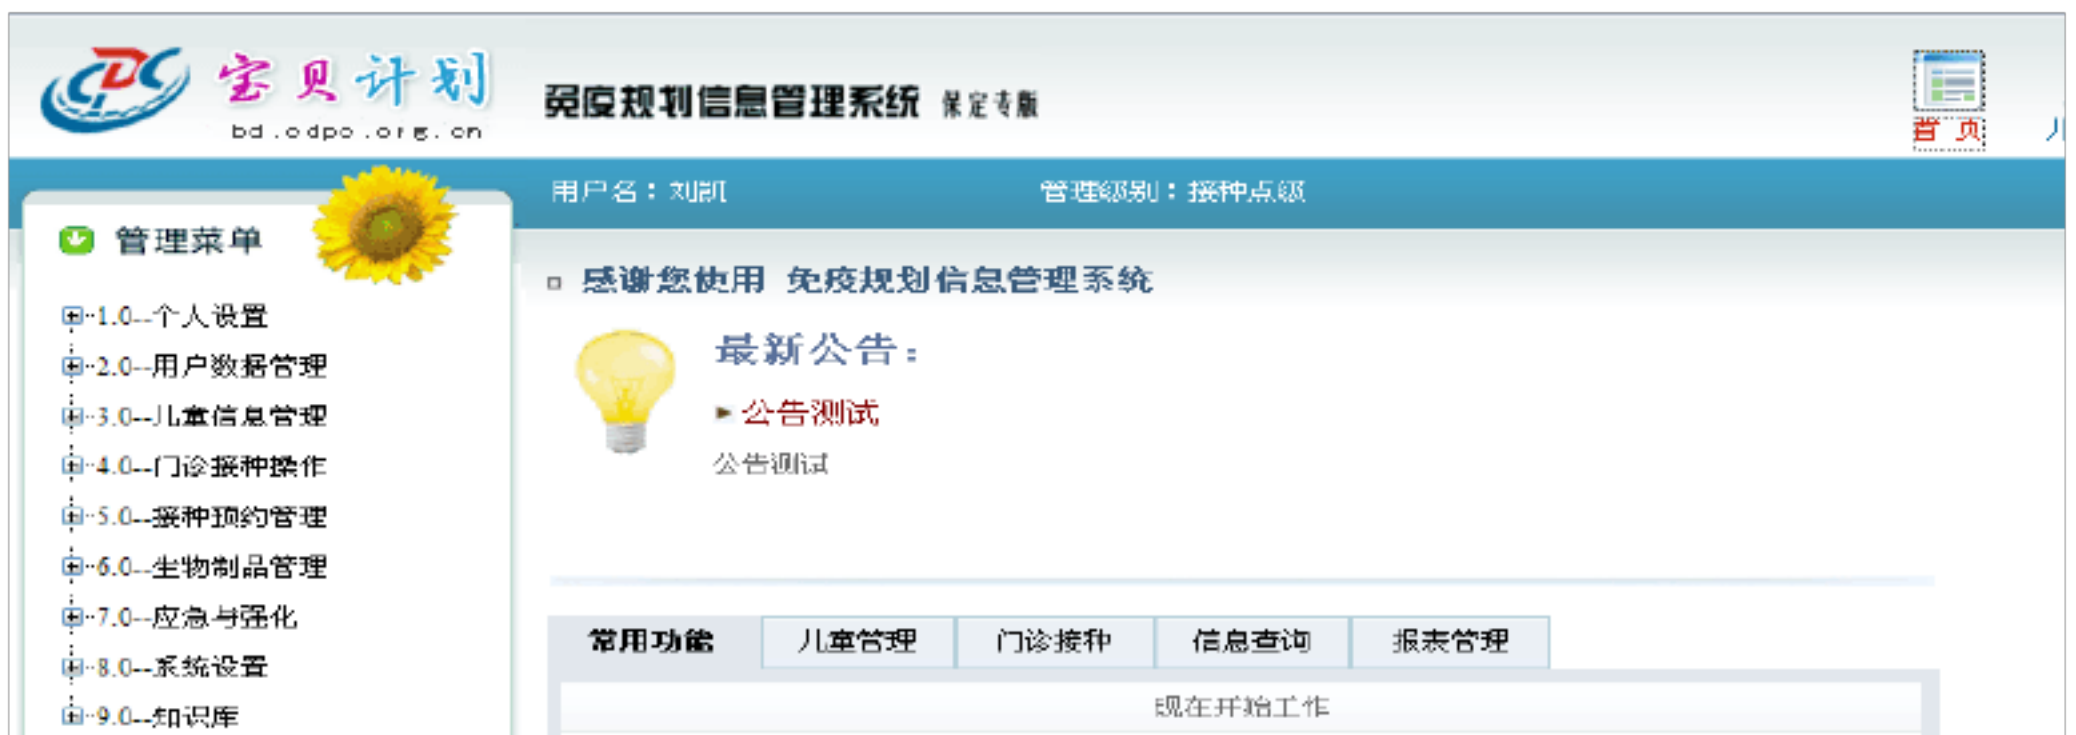 宝贝计划
bd.cdpc.org.cn
免疫规划信息管理系统 保定专版
首 页
用户名：刘凯
管理级别：接种点级
管理菜单
1.0--个人设置
2.0--用户数据管理
3.0--儿童信息管理
4.0--门诊接种操作
5.0--接种预约管理
6.0--生物制品管理
7.0--应急与强化
8.0--系统设置
9.0--知识库
感谢您使用 免疫规划信息管理系统
最新公告：
公告测试
公告测试
常用功能 儿童管理 门诊接种 信息查询 报表管理
现在开始工作